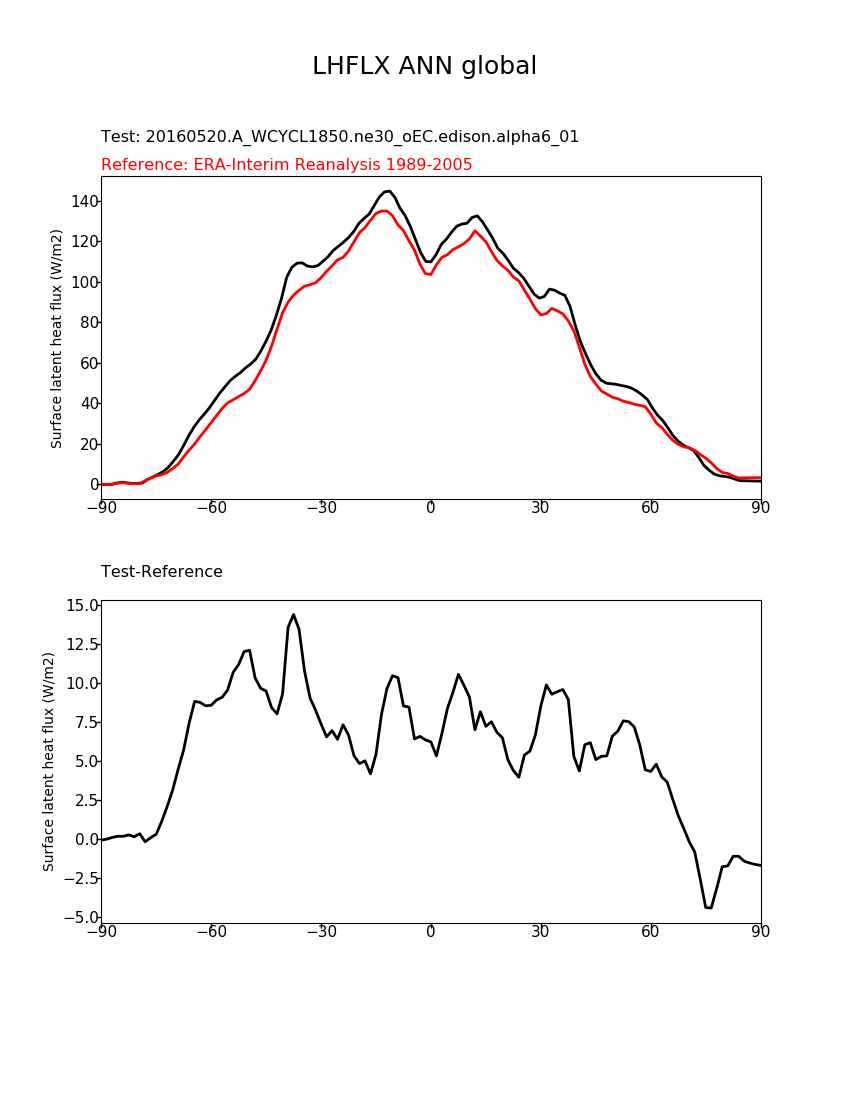 LHFLX ANN global
Test: 20160520.A_WCYCL1850.ne30_oEC.edison.alpha6_01
Reference: ERA-Interim Reanalysis 1989-2005
Surface latent heat flux (W/m2)
140
120
100
80
60
40
20
0
−90 −60 −30 0 30 60 90
Test-Reference
Surface latent heat flux (W/m2)
15.0
12.5
10.0
7.5
5.0
2.5
0.0
−2.5
−5.0
−90 −60 −30 0 30 60 90